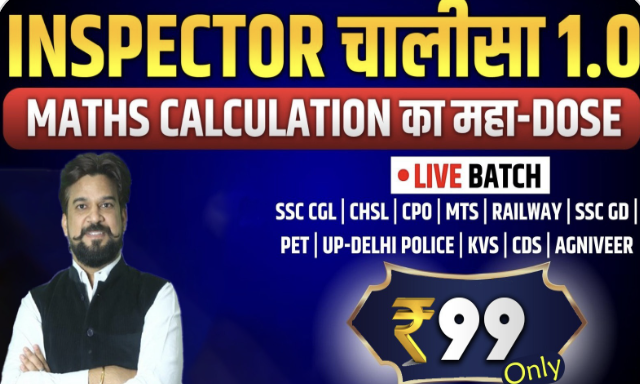 INSPECTOR चालीसा 1.0
MATHS CALCULATION का महा-DOSE
• LIVE BATCH
SSC CGL | CHSL | CPO | MTS | RAILWAY | SSC GD |
PET | UP-DELHI POLICE | KVS | CDS | AGNIVEER
₹99
Only